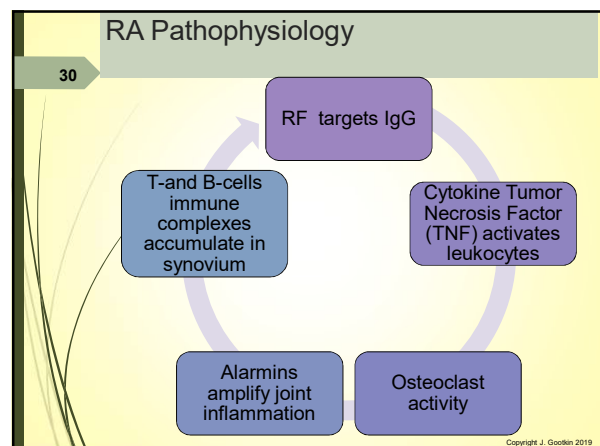 RA Pathophysiology
30
RF targets IgG
Cytokine Tumor
Necrosis Factor
(TNF) activates
leukocytes
Osteoclast
activity
Alarmins
amplify joint
inflammation
T-and B-cells
immune
complexes
accumulate in
synovium
Copyright J. Gootkin 2019